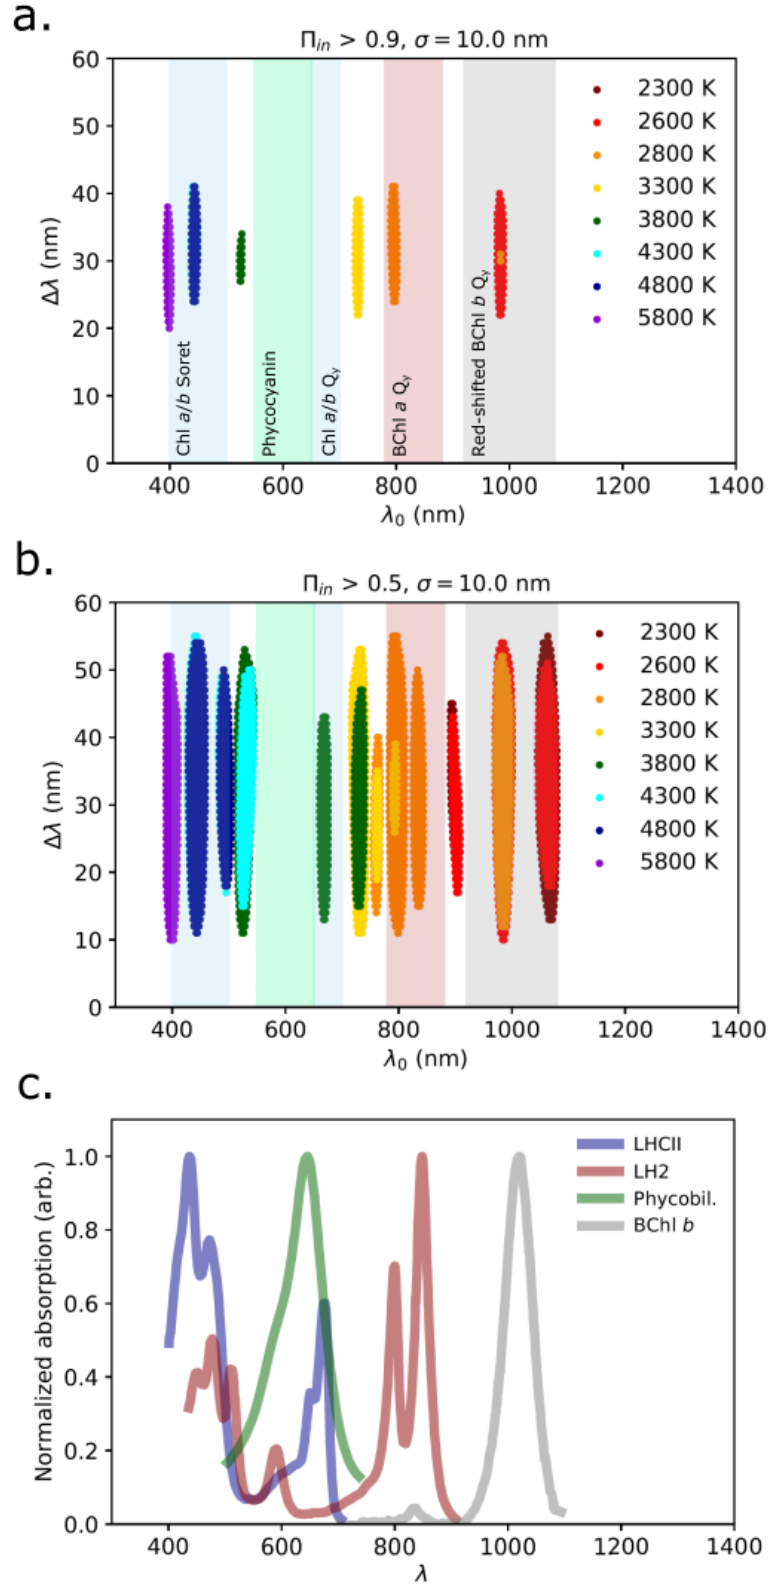 a.
Π_in > 0.9, σ = 10.0 nm
60
50
40
30
20
10
0
Δλ (nm)
2300 K
2600 K
2800 K
3300 K
3800 K
4300 K
4800 K
5800 K
Chl a/b Soret
Phycocyanin
Chl a/b Q_y
BChl a Q_y
Red-shifted BChl b Q_y
400 600 800 1000 1200 1400
λ_0 (nm)
b.
Π_in > 0.5, σ = 10.0 nm
60
50
40
30
20
10
0
Δλ (nm)
2300 K
2600 K
2800 K
3300 K
3800 K
4300 K
4800 K
5800 K
400 600 800 1000 1200 1400
λ_0 (nm)
c.
1.0
0.8
0.6
0.4
0.2
0.0
Normalized absorption (arb.)
LHCII
LH2
Phycobil.
BChl b
400 600 800 1000 1200 1400
λ